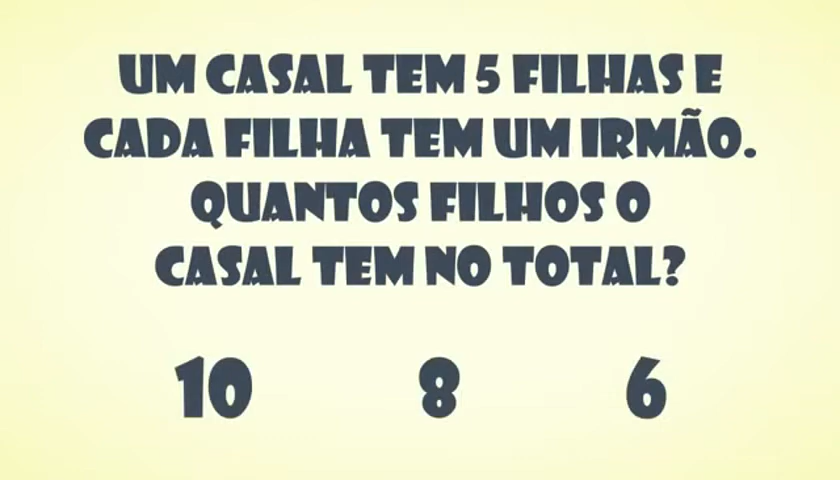 UM CASAL TEM 5 FILHAS E
CADA FILHA TEM UM IRMÃO.
QUANTOS FILHOS O
CASAL TEM NO TOTAL?
10 8 6